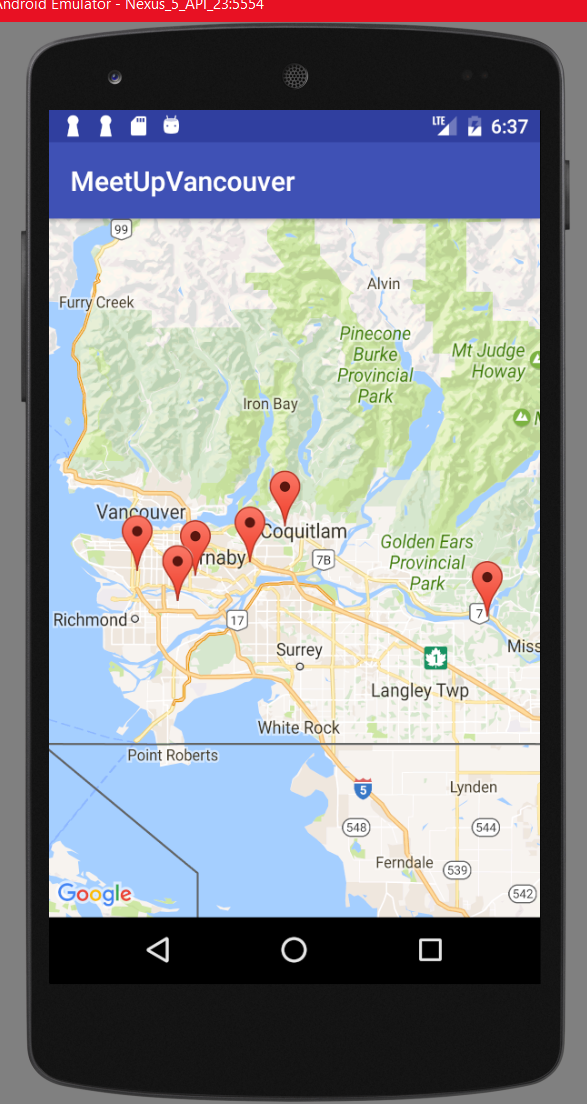 Android Emulator - Nexus_5_API_23:5554
LTE
6:37
MeetUpVancouver
99
Alvin
Furry Creek
Pinecone
Burke
Provincial
Park
Mt Judge
Howay
Iron Bay
Vancouver
Coquitlam
rnaby
7B
Golden Ears
Provincial
Park
7
Richmond
17
Miss
Surrey
1
Langley Twp
White Rock
Point Roberts
5
Lynden
548
544
Ferndale
539
Google
542